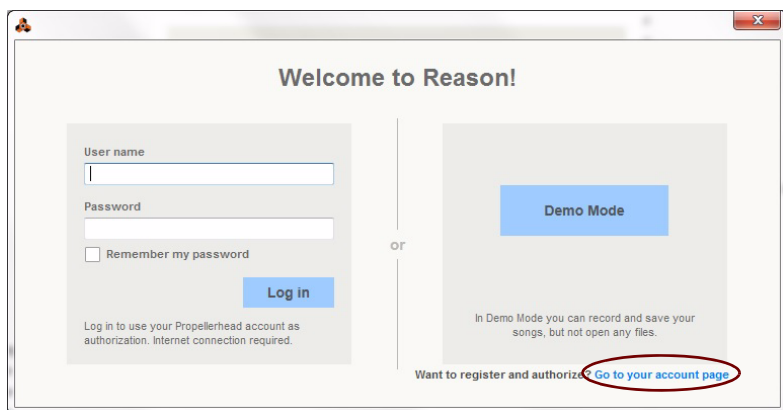 Welcome to Reason!
User name
Password
Remember my password
Log in
Log in to use your Propellerhead account as
authorization. Internet connection required.
or
Demo Mode
In Demo Mode you can record and save your
songs, but not open any files.
Want to register and authorize? Go to your account page